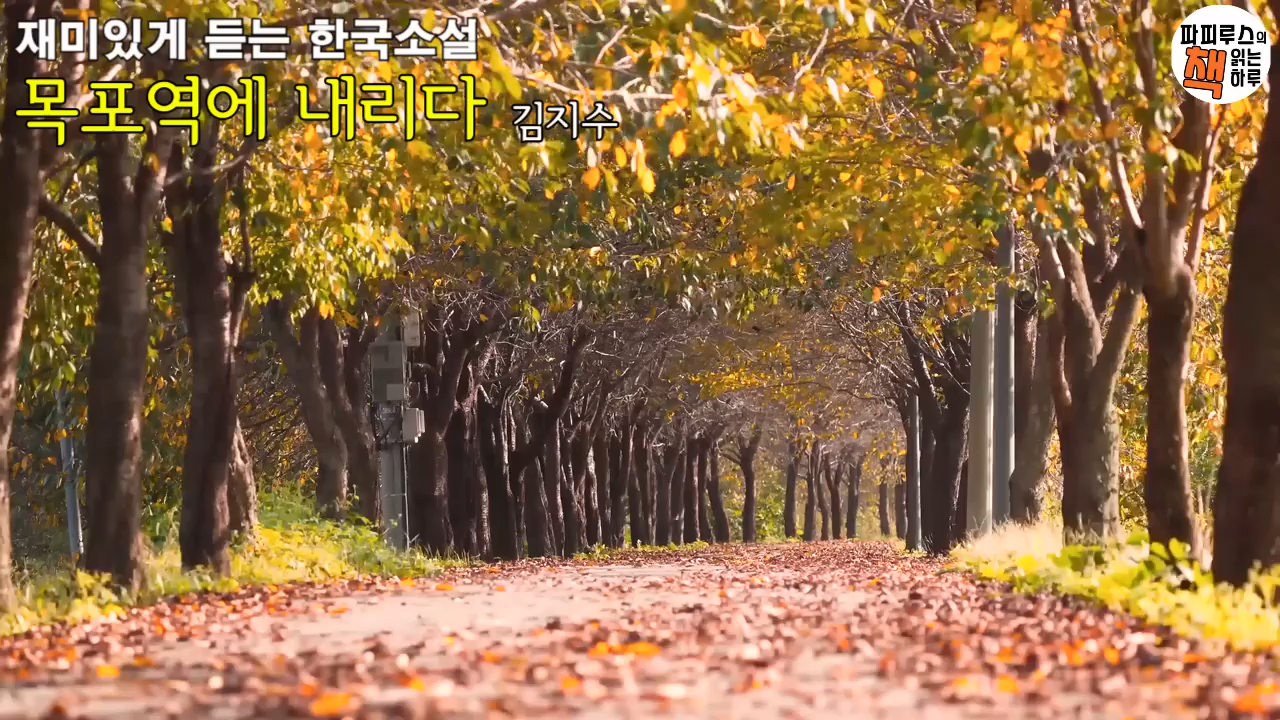 재미있게 듣는 한국소설
목포역에 내리다 김지수
파피루스의
책 읽는
하루